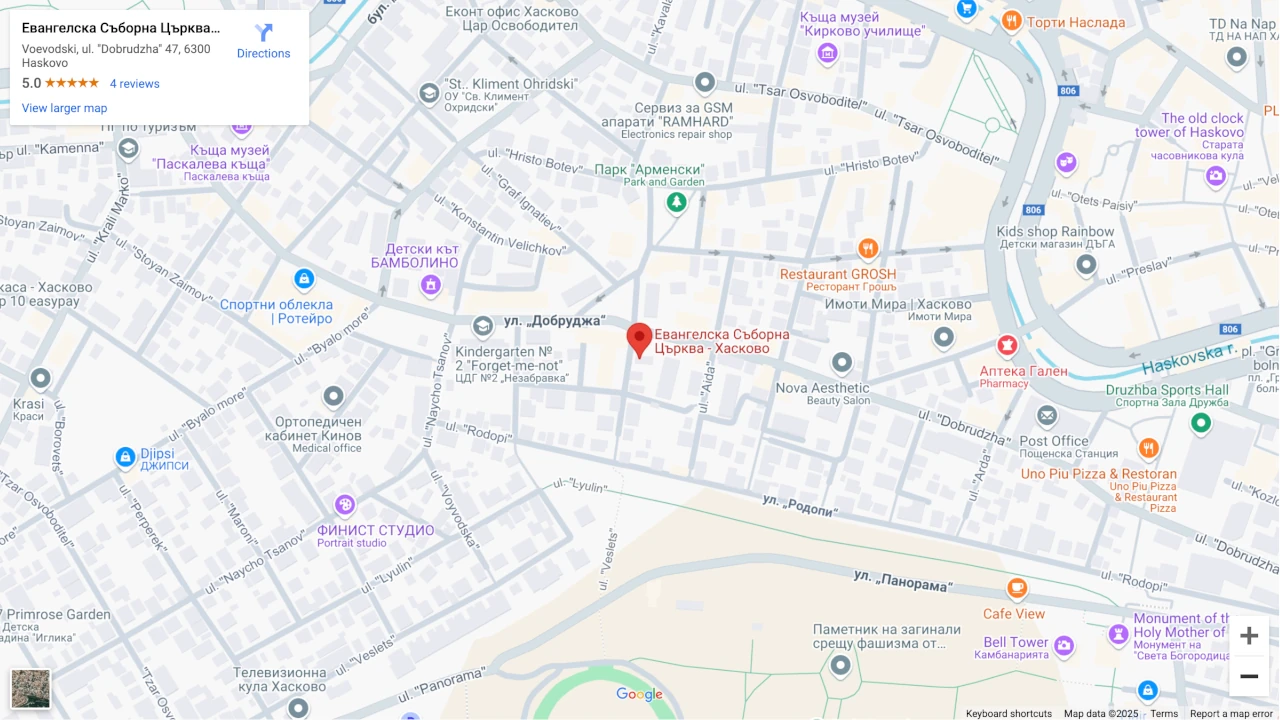 Евангелска Съборна Църква...
Voevodski, ul. "Dobrudzha" 47, 6300
Haskovo
5.0
4 reviews
View larger map
Directions
бул.
Еконт офис Хасково
Цар Освободител
ul. "Kavala"
Къща музей
"Кирково училище"
Торти Наслада
TD Na Nap
ТД НА НАП
806
"St.. Kliment Ohridski"
ОУ "Св. Климент
Охридски"
ul. "Tsar Osvoboditel"
ul. "Tsar Osvoboditel"
Сервиз за GSM
апарати "RAMHARD"
Electronics repair shop
The old clock
tower of Haskovo
Старата
часовникова кула
PL
ПГ по туризъм
ър ul. "Kamenna"
Къща музей
"Паскалева къща"
Паскалева къща
ul. "Hristo Botev"
ul. "Hristo Botev"
Парк "Арменски"
Park and Garden
ul. "Graf Ignatiev"
ul. "Konstantin Velichkov"
ul. "Kraili Marko"
Stoyan Zaimov"
ul. "Stoyan Zaimov"
806
ul. "Otets Paisiy"
"Otets
ul. "Vel
Kids shop Rainbow
Детски магазин ДЪГА
ul. "Preslav"
Детски кът
БАМБОЛИНО
Restaurant GROSH
Ресторант Грошъ
каса - Хасково
р 10 easypay
Спортни облекла
| Ротейро
Имоти Мира | Хасково
Имоти Мира
ул. „Добруджа“
Евангелска Съборна
Църква - Хасково
806
Haskovska r.
pl. "Gr
Kindergarten №
2 "Forget-me-not"
ЦДГ №2 „Незабравка"
ul. "Byalo more"
ul. "Naycho Tsanov"
ul. "Aida"
Nova Aesthetic
Beauty Salon
Аптека Гален
Pharmacy
Druzhba Sports Hall
Спортна Зала Дружба
Krasi
Краси
ul. "Borovets"
ul. "Byalo more"
Ортопедичен
кабинет Кинов
Medical office
ul. "Rodopi"
ul. "Dobrudzha"
Post Office
Пощенска Станция
Djipsi
ДЖИПСИ
ul. "Arda"
Uno Piu Pizza & Restoran
Uno Piu Pizza
& Restaurant
Pizza
ul. "Kozlo
"Tzar Osvoboditel"
ul. "Perperek"
ul. "Maromi"
ul. "Voyvodska"
ul. "Lyulin"
ул. „Родопи“
ФИНИСТ СТУДИО
Portrait studio
ul. "Naycho Tsanov"
ul. "Lyulin"
ul. "Veslets"
ul. "Dobrudzha"
ul. "Rodopi"
ул. „Панорама“
Cafe View
7 Primrose Garden
Детска
адина "Иглика"
ul. "Veslets"
Паметник на загинали
срещу фашизма от...
Bell Tower
Камбанарията
Monument of th
Holy Mother of
Монумент на
"Света Богородица
Телевизионна
кула Хасково
"Tzar Osvob
ul. "Panorama"
Google
Keyboard shortcuts
Map data ©2025
Terms
Report a map error